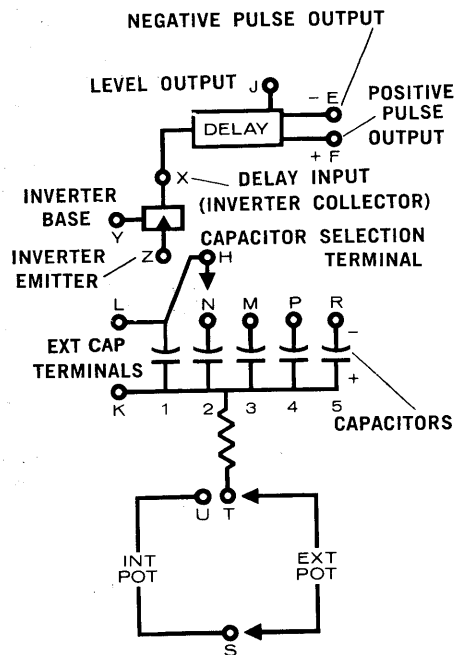 NEGATIVE PULSE OUTPUT
LEVEL OUTPUT J
- E
POSITIVE
PULSE
OUTPUT
DELAY
+ F
X
DELAY INPUT
(INVERTER COLLECTOR)
INVERTER
BASE
Y
INVERTER
EMITTER
Z
H
CAPACITOR SELECTION
TERMINAL
L
N M P R
-
EXT CAP
TERMINALS
+
K 1 2 3 4 5
CAPACITORS
U T
INT
POT
EXT
POT
S